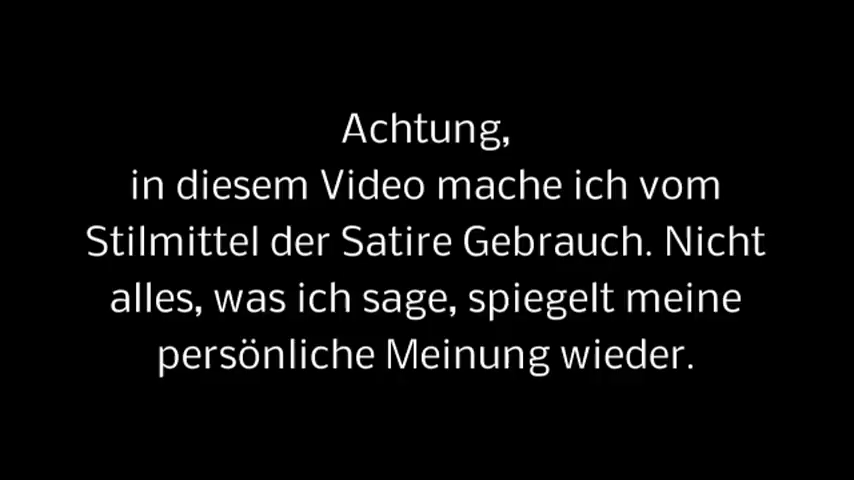 Achtung,
in diesem Video mache ich vom
Stilmittel der Satire Gebrauch. Nicht
alles, was ich sage, spiegelt meine
persönliche Meinung wieder.